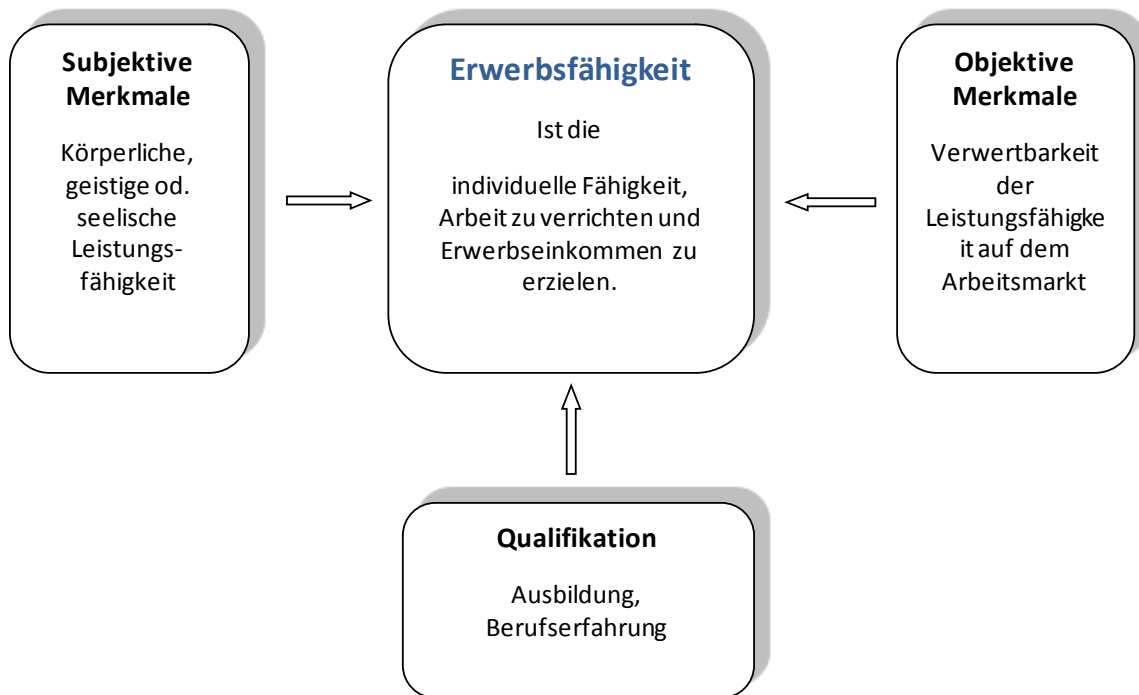 Subjektive
Merkmale
Körperliche,
geistige od.
seelische
Leistungs-
fähigkeit
Erwerbsfähigkeit
Ist die
individuelle Fähigkeit,
Arbeit zu verrichten und
Erwerbseinkommen zu
erzielen.
Objektive
Merkmale
Verwertbarkeit
der
Leistungsfähigke
it auf dem
Arbeitsmarkt
Qualifikation
Ausbildung,
Berufserfahrung